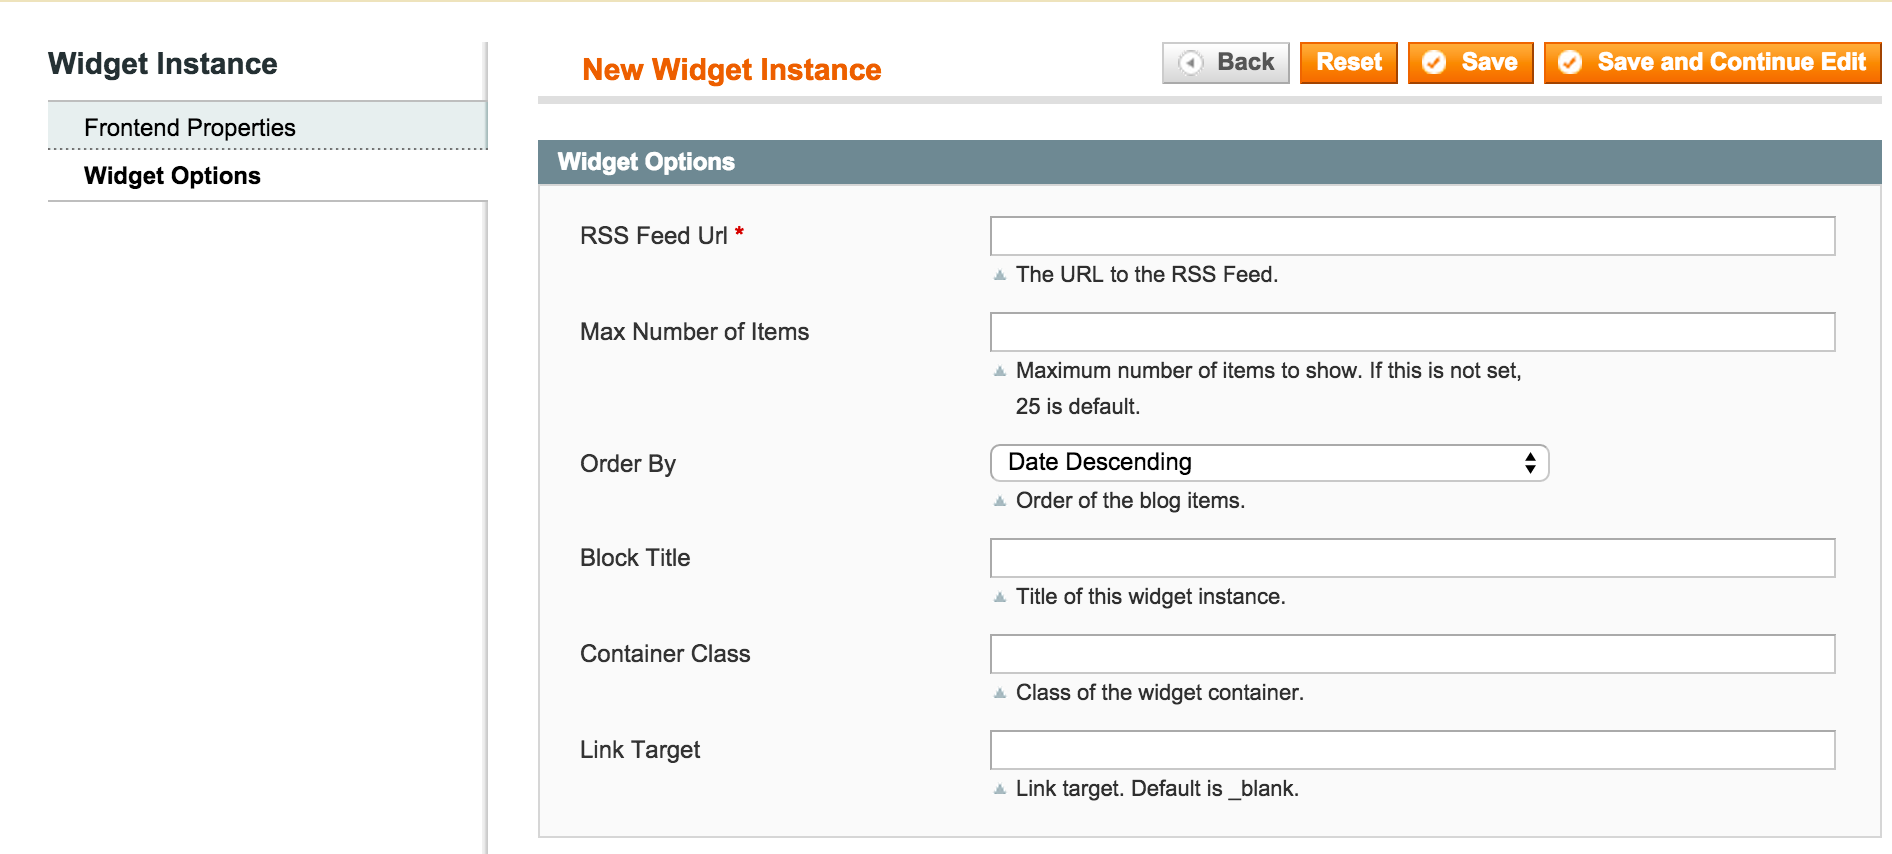 Widget Instance
Frontend Properties
Widget Options
New Widget Instance
Back
Reset
Save
Save and Continue Edit
Widget Options
RSS Feed Url *
The URL to the RSS Feed.
Max Number of Items
Maximum number of items to show. If this is not set,
25 is default.
Order By
Date Descending
Order of the blog items.
Block Title
Title of this widget instance.
Container Class
Class of the widget container.
Link Target
Link target. Default is _blank.